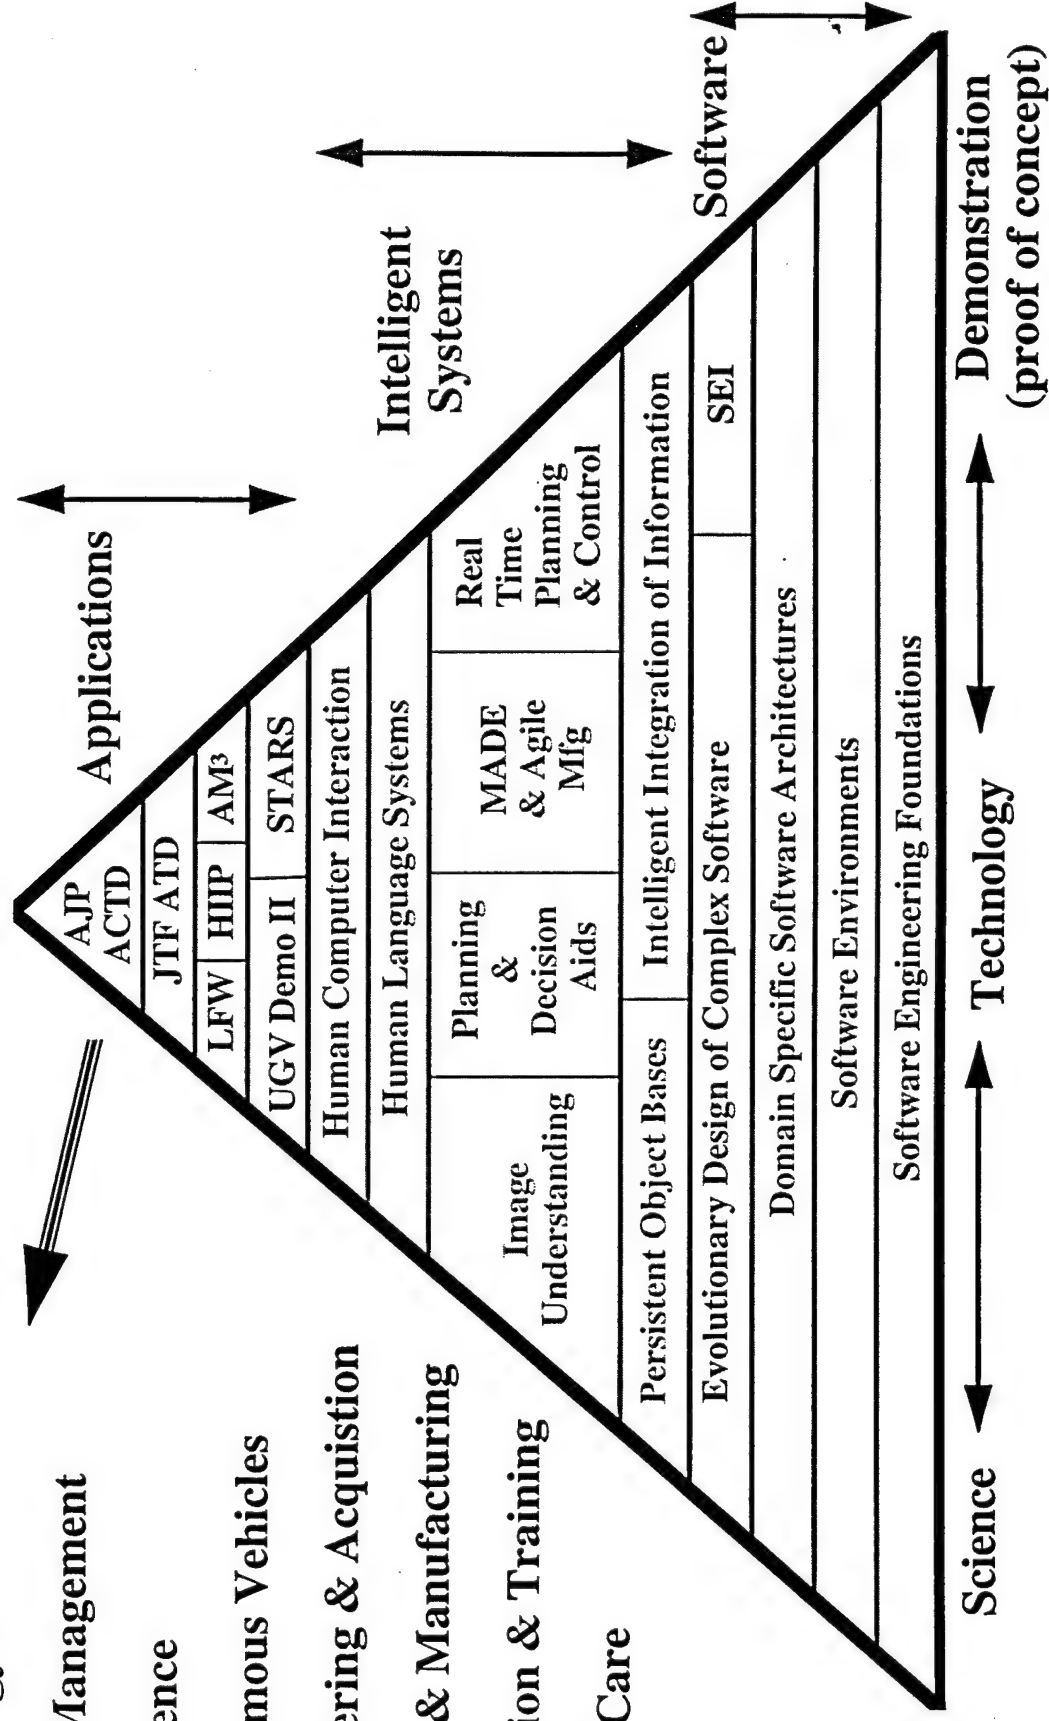 Management
ence
mous Vehicles
ering & Acquistion
& Manufacturing
ion & Training
Care
Applications
Intelligent
Systems
Software
AJP
ACTD
JTF ATD
LFW
HIIP
AM³
UGV Demo II
STARS
Human Computer Interaction
Human Language Systems
Image
Understanding
Planning
&
Decision
Aids
MADE
& Agile
Mfg
Real
Time
Planning
& Control
Persistent Object Bases
Intelligent Integration of Information
Evolutionary Design of Complex Software
SEI
Domain Specific Software Architectures
Software Environments
Software Engineering Foundations
Science
Technology
Demonstration
(proof of concept)